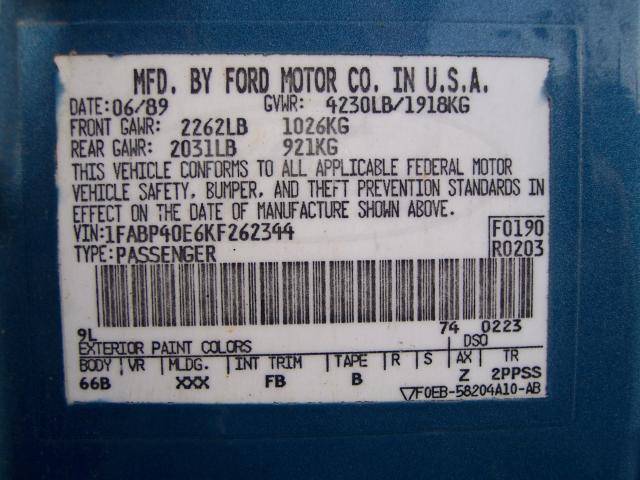 MFD. BY FORD MOTOR CO. IN U.S.A.
DATE: 06/89 GVWR: 4230LB/1918KG
FRONT GAWR: 2262LB 1026KG
REAR GAWR: 2031LB 921KG
THIS VEHICLE CONFORMS TO ALL APPLICABLE FEDERAL MOTOR
VEHICLE SAFETY, BUMPER, AND THEFT PREVENTION STANDARDS IN
EFFECT ON THE DATE OF MANUFACTURE SHOWN ABOVE.
VIN: 1FABP40E6KF262344 F0190
TYPE: PASSENGER R0203
9L 74 0223
EXTERIOR PAINT COLORS DSO
BODY VR MLDG. INT TRIM TAPE R S AX TR
66B XXX FB B Z 2PPSS
F0EB-58204A10-AB